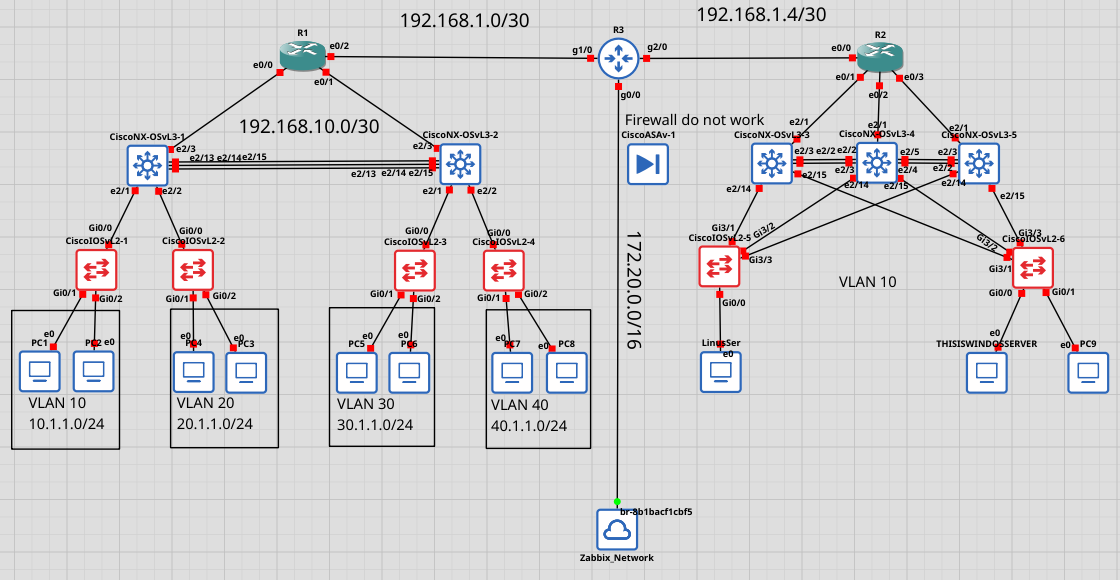 192.168.1.0/30
192.168.1.4/30
R1
R3
R2
e0/2
g1/0
g2/0
e0/0
e0/0
e0/1
g0/0
e0/1
e0/2
e0/3
192.168.10.0/30
Firewall do not work
CiscoNX-OSvL3-1
CiscoNX-OSvL3-2
CiscoASAv-1
CiscoNX-OSvL3-3
CiscoNX-OSvL3-4
CiscoNX-OSvL3-5
e2/1
e2/1
e2/1
e2/3
e2/3
e2/13 e2/14 e2/15
e2/13 e2/14 e2/15
e2/3 e2/2 e2/2
e2/5 e2/3
e2/3 e2/4 e2/2
e2/15 e2/14 e2/15 e2/14
e2/1 e2/2
e2/1 e2/2
e2/14
e2/15
Gi0/0
Gi0/0
Gi0/0
Gi0/0
Gi3/1
Gi3/2
Gi3/3
Gi3/2
Gi3/3
Gi3/1
CiscoIOSvL2-1
CiscoIOSvL2-2
CiscoIOSvL2-3
CiscoIOSvL2-4
CiscoIOSvL2-5
CiscoIOSvL2-6
172.20.0.0/16
VLAN 10
Gi0/1 Gi0/2
Gi0/1 Gi0/2
Gi0/1 Gi0/2
Gi0/1 Gi0/2
Gi0/0
Gi0/0 Gi0/1
e0
PC1
PC2 e0
e0
PC4
e0
PC3
e0
PC5
e0
PC6
e0
PC7
e0
PC8
LinuxSer
e0
e0
THISISWINDOSSERVER
e0
PC9
VLAN 10
10.1.1.0/24
VLAN 20
20.1.1.0/24
VLAN 30
30.1.1.0/24
VLAN 40
40.1.1.0/24
br-8b1bacf1cbf5
Zabbix_Network